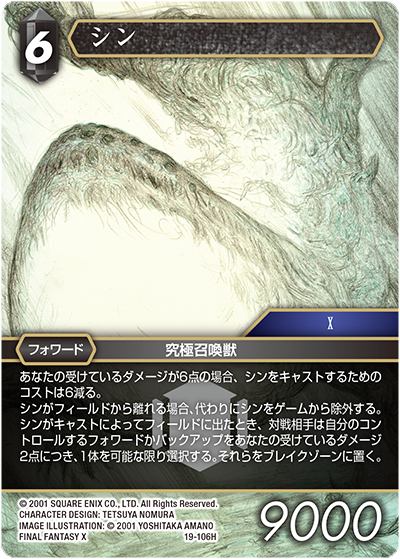 6
シン
X
フォワード
究極召喚獣
あなたの受けているダメージが6点の場合、シンをキャストするための
コストは6減る。
シンがフィールドから離れる場合、代わりにシンをゲームから除外する。
シンがキャストによってフィールドに出たとき、対戦相手は自分のコン
トロールするフォワードかバックアップをあなたの受けているダメージ
2点につき、1体を可能な限り選択する。それらをブレイクゾーンに置く。
© 2001 SQUARE ENIX CO., LTD. All Rights Reserved.
CHARACTER DESIGN: TETSUYA NOMURA
IMAGE ILLUSTRATION: © 2001 YOSHITAKA AMANO
FINAL FANTASY X
19-106H
9000